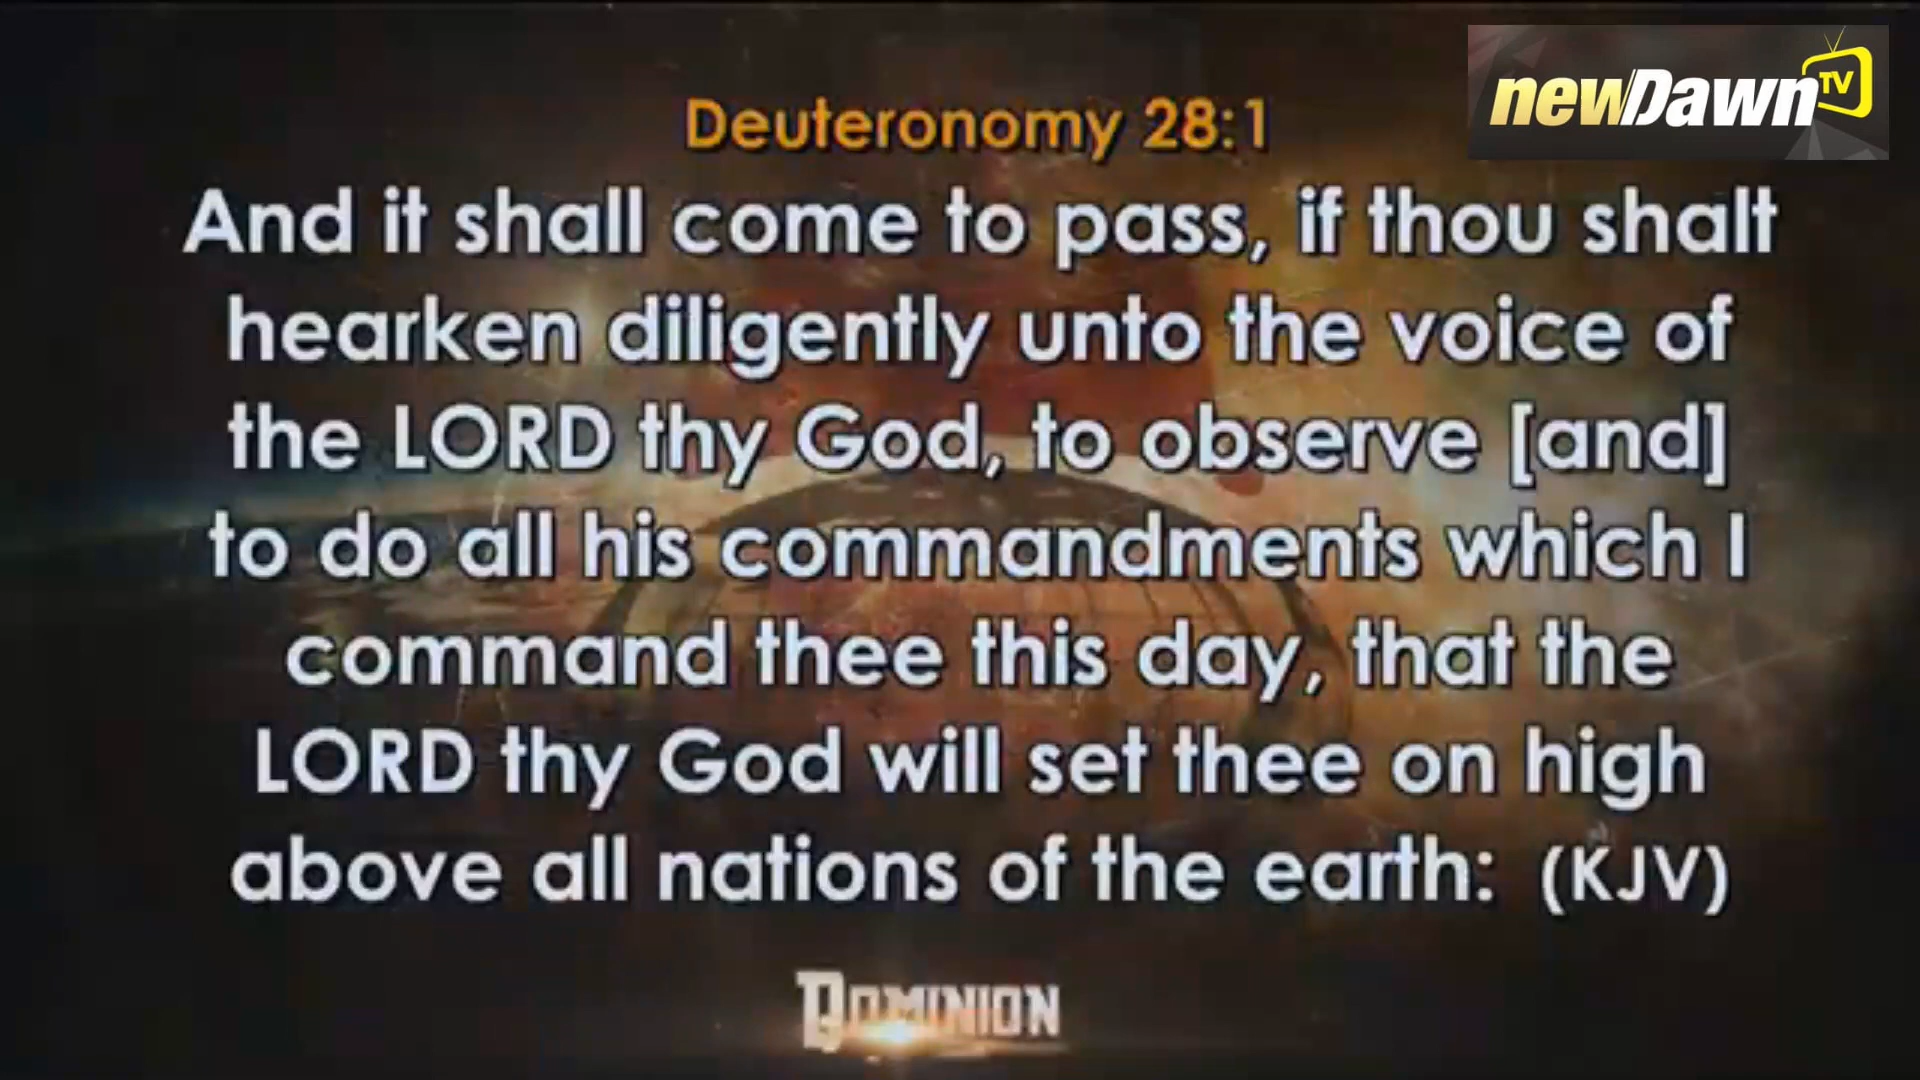 newDawn TV
Deuteronomy 28:1
And it shall come to pass, if thou shalt
hearken diligently unto the voice of
the LORD thy God, to observe [and]
to do all his commandments which I
command thee this day, that the
LORD thy God will set thee on high
above all nations of the earth: (KJV)
DOMINION